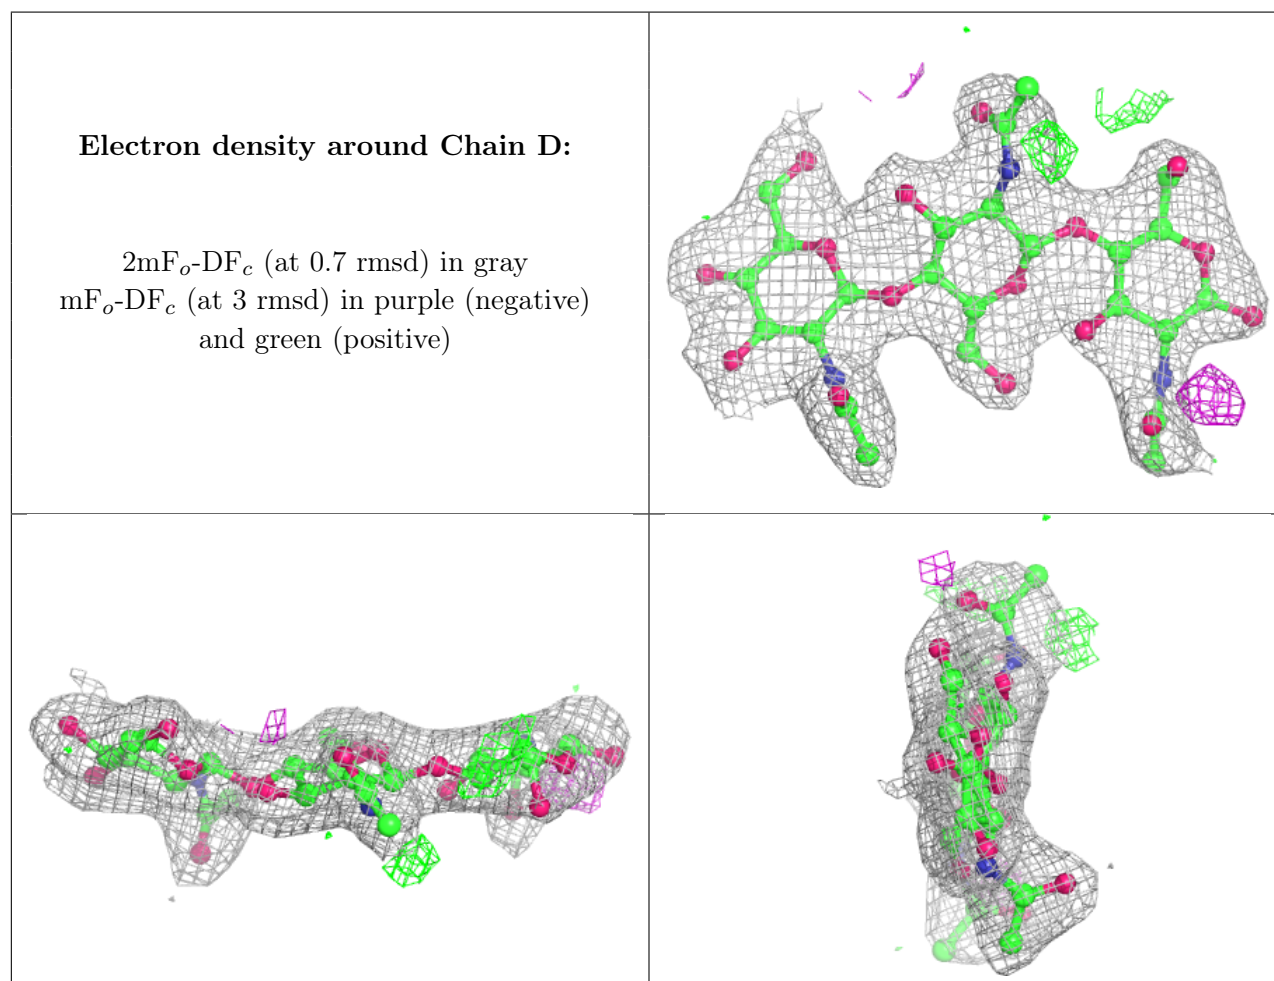 Electron density around Chain D:
2mF𝑜-DF𝑐 (at 0.7 rmsd) in gray
mF𝑜-DF𝑐 (at 3 rmsd) in purple (negative)
and green (positive)